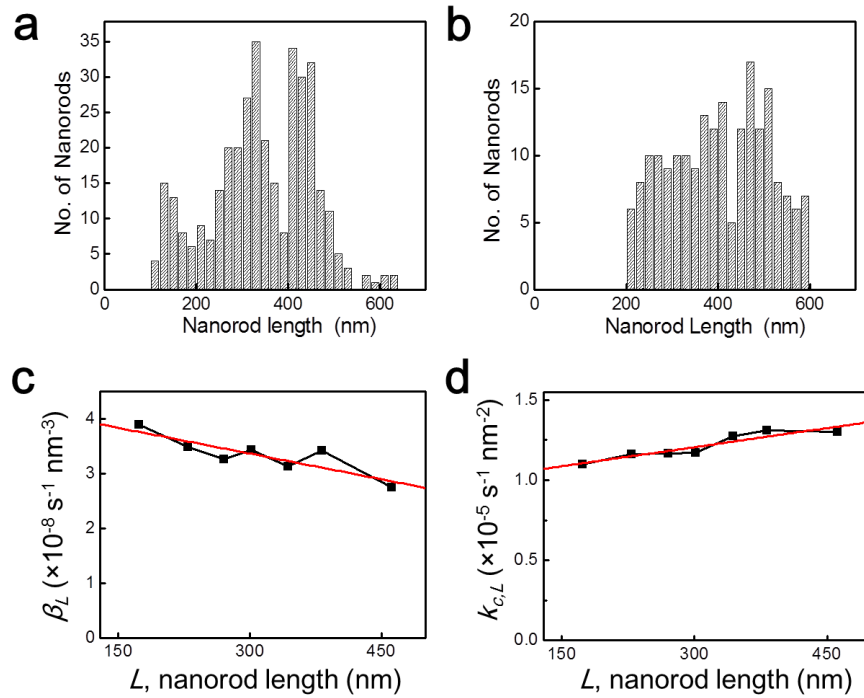 a
35
30
25
20
15
10
5
0
No. of Nanorods
0 200 400 600
Nanorod length (nm)
b
20
15
10
5
0
No. of Nanorods
0 200 400 600
Nanorod Length (nm)
c
4
3
2
1
0
β_L (×10⁻⁸ s⁻¹ nm⁻³)
150 300 450
L, nanorod length (nm)
d
1.5
1.0
0.5
0.0
k_c,L (×10⁻⁵ s⁻¹ nm⁻²)
150 300 450
L, nanorod length (nm)